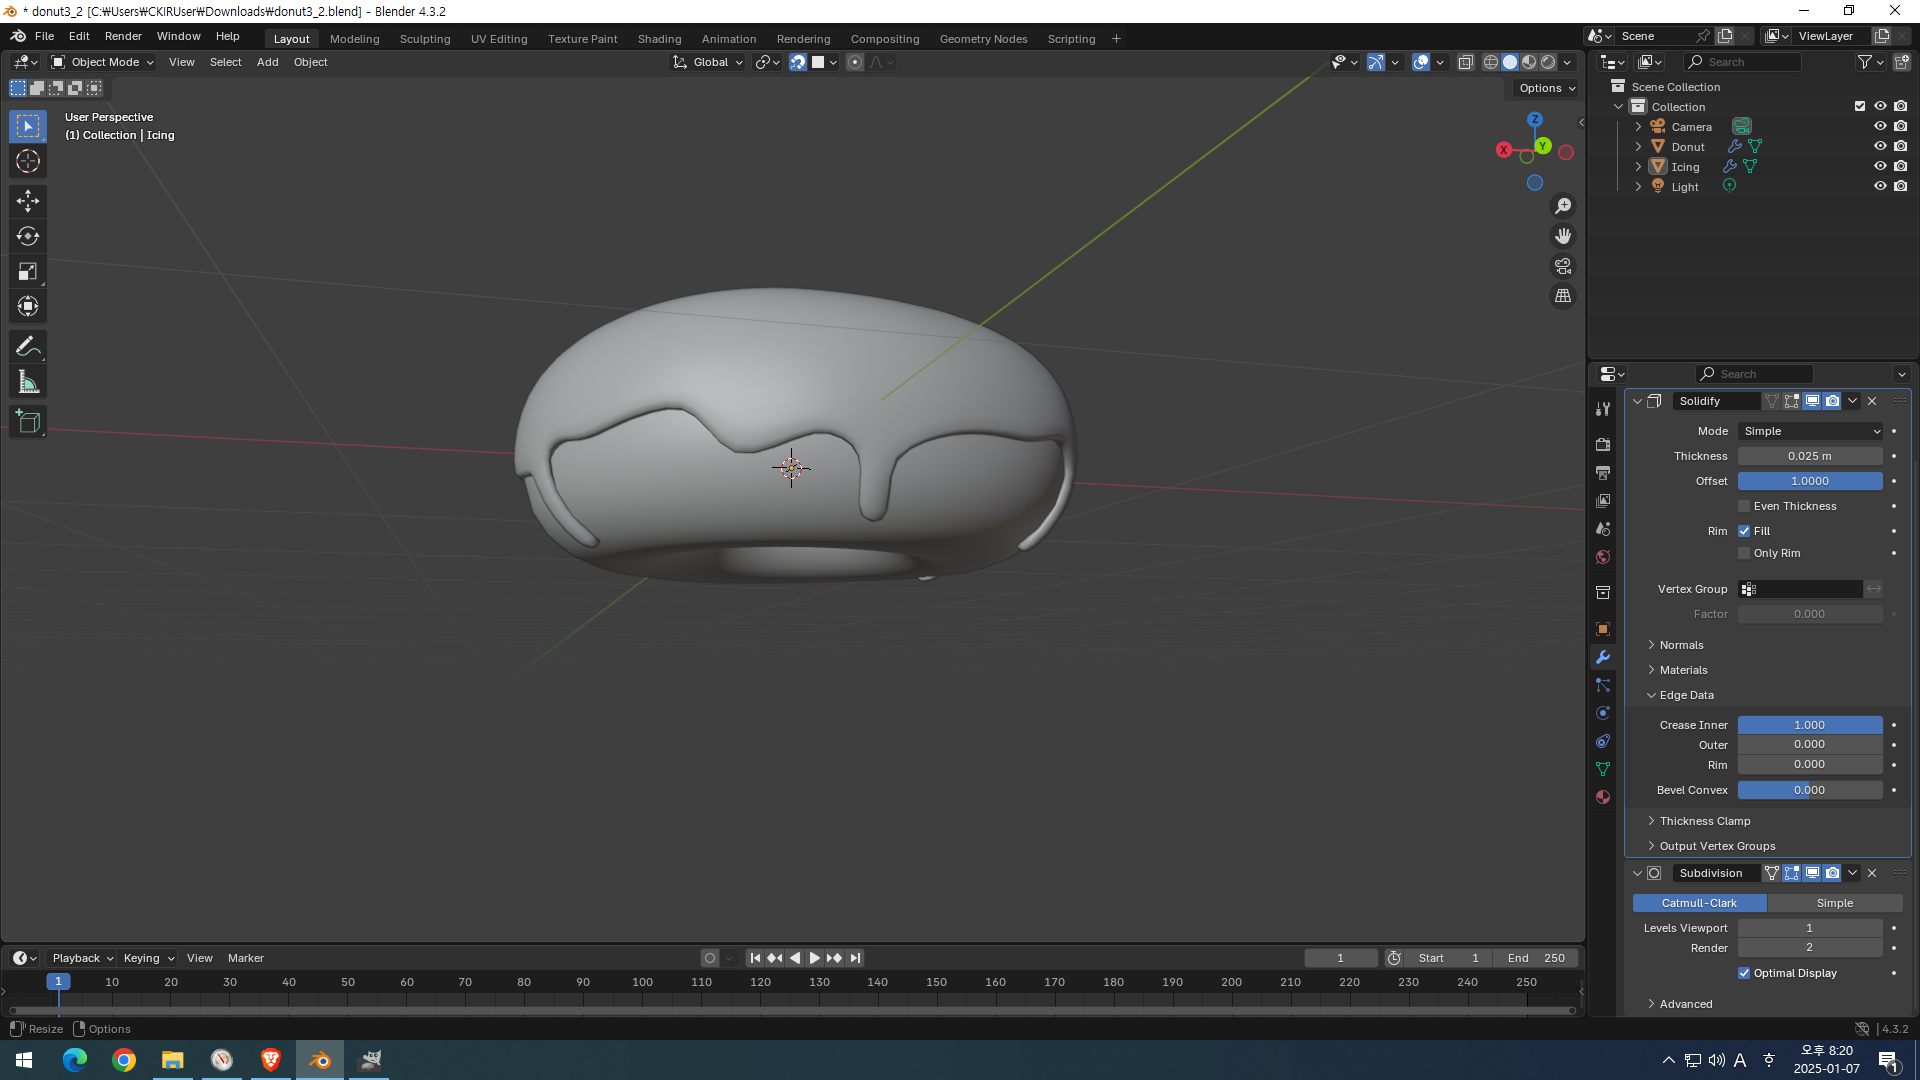 * donut3_2 [C:₩Users₩CKIRUser₩Downloads₩donut3_2.blend] - Blender 4.3.2
File Edit Render Window Help Layout Modeling Sculpting UV Editing Texture Paint Shading Animation Rendering Compositing Geometry Nodes Scripting + Scene ViewLayer
Object Mode View Select Add Object Global Search
Options
User Perspective
(1) Collection | Icing
Z
X
Y
Scene Collection
Collection
Camera
Donut
Icing
Light
Search
Solidify
Mode Simple
Thickness 0.025 m
Offset 1.0000
Even Thickness
Rim Fill
Only Rim
Vertex Group
Factor 0.000
Normals
Materials
Edge Data
Crease Inner 1.000
Outer 0.000
Rim 0.000
Bevel Convex 0.000
Thickness Clamp
Output Vertex Groups
Subdivision
Catmull-Clark Simple
Levels Viewport 1
Render 2
Optimal Display
Advanced
Playback Keying View Marker 1 Start 1 End 250
1 10 20 30 40 50 60 70 80 90 100 110 120 130 140 150 160 170 180 190 200 210 220 230 240 250
Resize Options 4.3.2
A 오후 8:20
2025-01-07
1